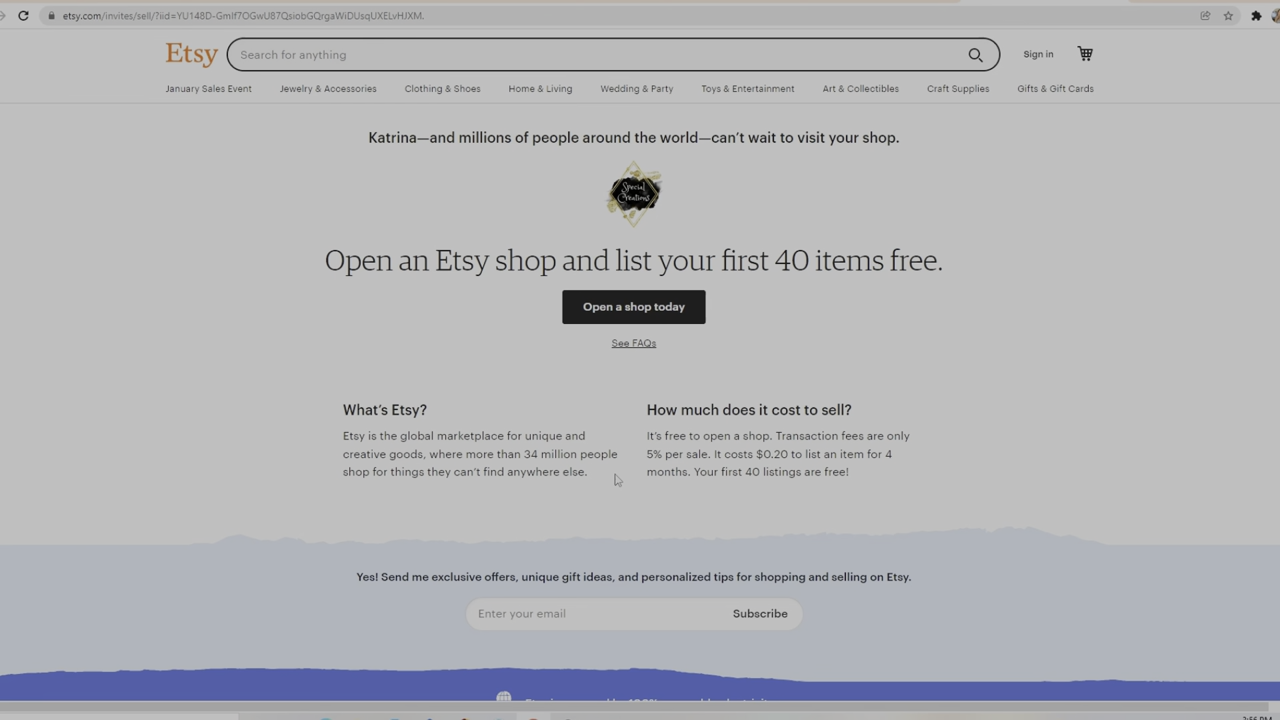 etsy.com/invites/sell/?iid=YU148D-GmIf7OGwU87QsiobGQrgaWiDUsqUXELvHJXM.
Etsy
Search for anything
Sign in
January Sales Event
Jewelry & Accessories
Clothing & Shoes
Home & Living
Wedding & Party
Toys & Entertainment
Art & Collectibles
Craft Supplies
Gifts & Gift Cards
Katrina—and millions of people around the world—can't wait to visit your shop.
Special
Creations
Open an Etsy shop and list your first 40 items free.
Open a shop today
See FAQs
What's Etsy?
Etsy is the global marketplace for unique and
creative goods, where more than 34 million people
shop for things they can't find anywhere else.
How much does it cost to sell?
It's free to open a shop. Transaction fees are only
5% per sale. It costs $0.20 to list an item for 4
months. Your first 40 listings are free!
Yes! Send me exclusive offers, unique gift ideas, and personalized tips for shopping and selling on Etsy.
Enter your email
Subscribe